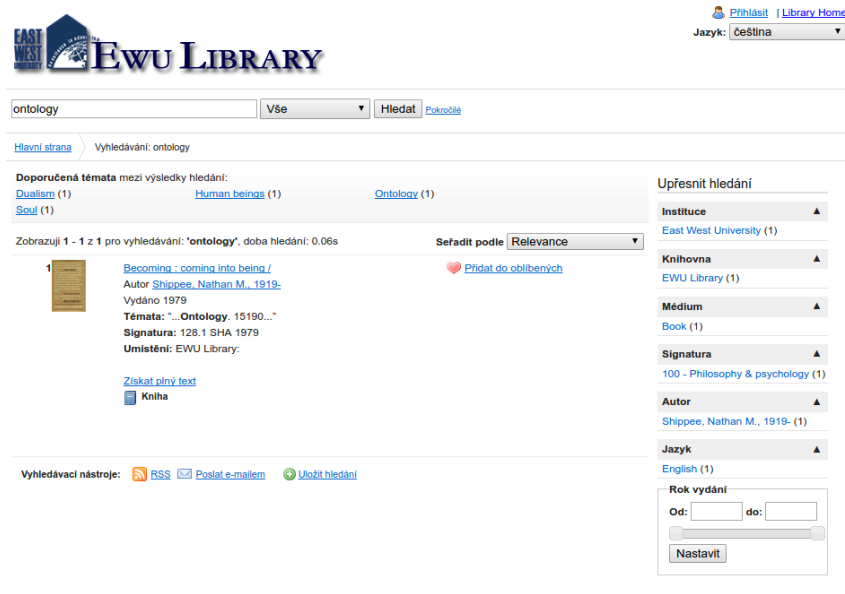 Přihlásit | Library Home
Jazyk: čeština
EAST WEST UNIVERSITY
EWU LIBRARY
ontology Vše Hledat Pokročilé
Hlavní strana Vyhledávání: ontology
Doporučená témata mezi výsledky hledání:
Dualism (1) Human beings (1) Ontology (1)
Soul (1)
Zobrazuji 1 - 1 z 1 pro vyhledávání: 'ontology', doba hledání: 0.06s
Seřadit podle Relevance
1 Becoming : coming into being /
Přidat do oblíbených
Autor Shippee, Nathan M., 1919-
Vydáno 1979
Témata: "...Ontology. 15190..."
Signatura: 128.1 SHA 1979
Umístění: EWU Library:
Získat plný text
Kniha
Vyhledávací nástroje: RSS Poslat e-mailem Uložit hledání
Upřesnit hledání
Instituce
East West University (1)
Knihovna
EWU Library (1)
Médium
Book (1)
Signatura
100 - Philosophy & psychology (1)
Autor
Shippee, Nathan M., 1919- (1)
Jazyk
English (1)
Rok vydání
Od: do:
Nastavit